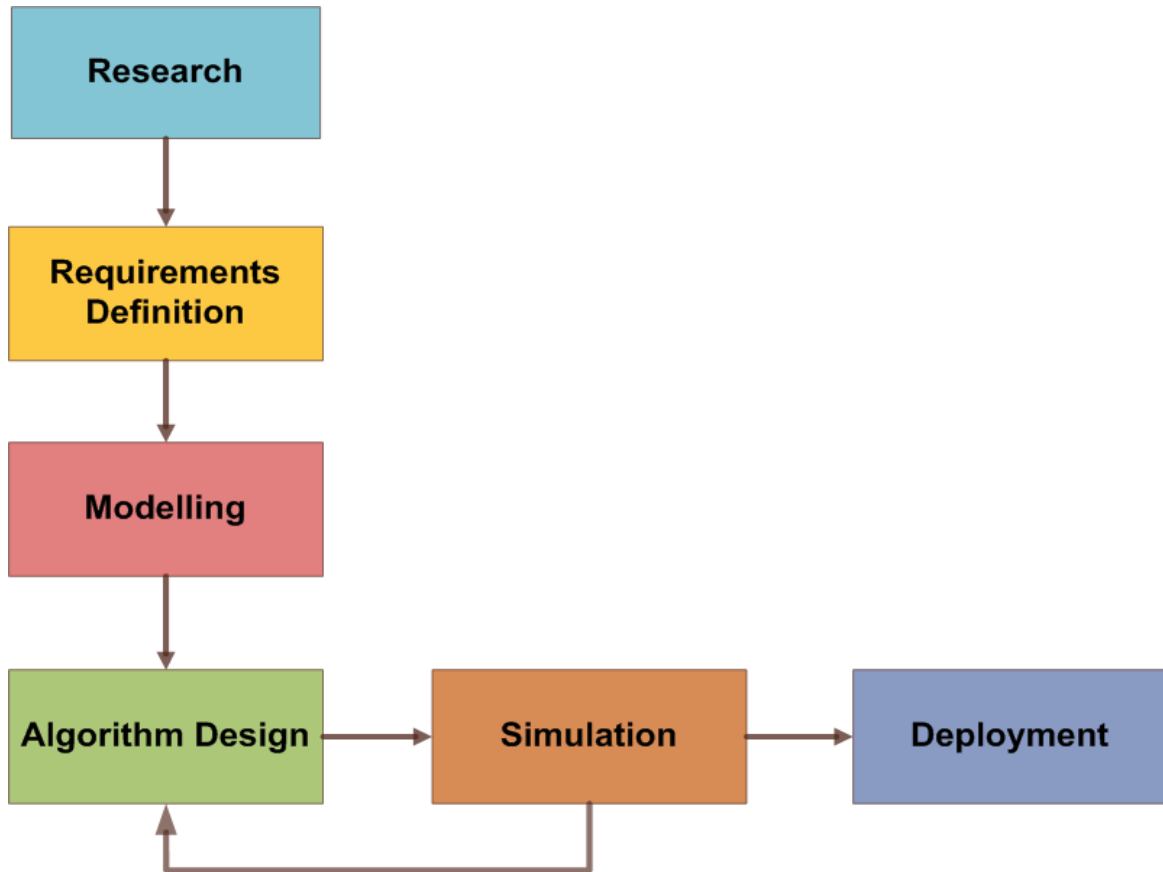 Research
Requirements
Definition
Modelling
Algorithm Design
Simulation
Deployment